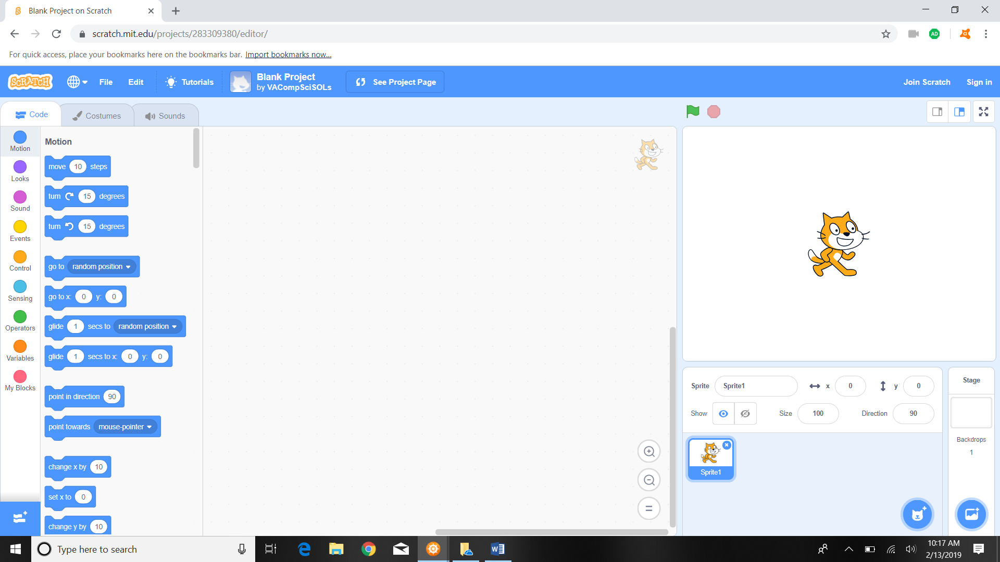 Blank Project on Scratch
scratch.mit.edu/projects/283309380/editor/
AD
For quick access, place your bookmarks here on the bookmarks bar. Import bookmarks now...
SCRATCH
File
Edit
Tutorials
Blank Project
by VACompSciSOLs
See Project Page
Join Scratch
Sign in
Code
Costumes
Sounds
Motion
Looks
Sound
Events
Control
Sensing
Operators
Variables
My Blocks
Motion
move 10 steps
turn 15 degrees
turn 15 degrees
go to random position
go to x: 0 y: 0
glide 1 secs to random position
glide 1 secs to x: 0 y: 0
point in direction 90
point towards mouse-pointer
change x by 10
set x to 0
change y by 10
Sprite Sprite1 x 0 y 0
Show Size 100 Direction 90
Sprite1
Stage
Backdrops
1
Type here to search
10:17 AM
2/13/2019